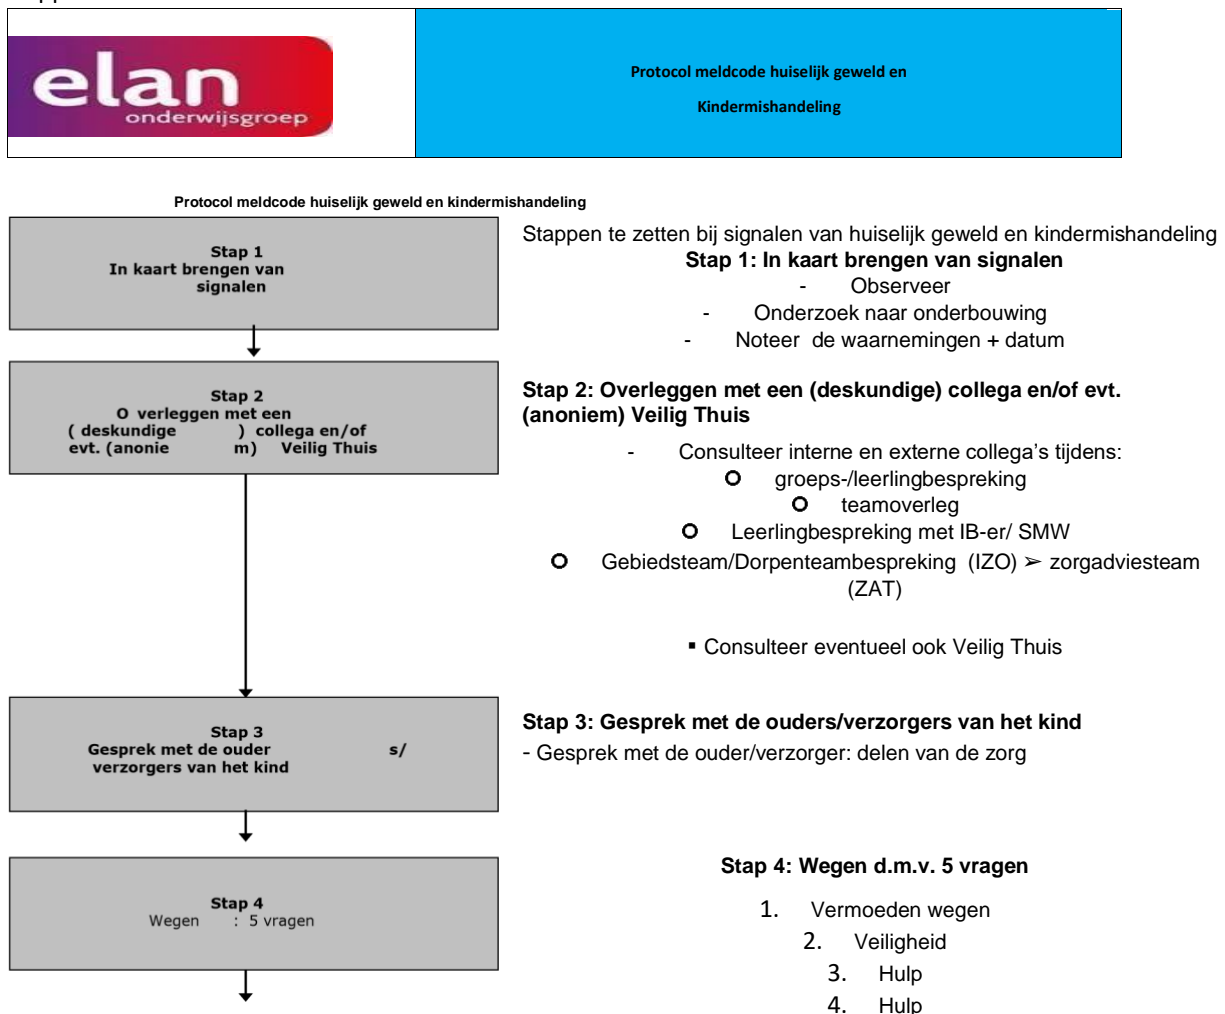 elan
onderwijsgroep
Protocol meldcode huiselijk geweld en
Kindermishandeling
Protocol meldcode huiselijk geweld en kindermishandeling
Stap 1
In kaart brengen van
signalen
Stap 2
O verleggen met een
( deskundige ) collega en/of
evt. (anonie m) Veilig Thuis
Stap 3
Gesprek met de ouder s/
verzorgers van het kind
Stap 4
Wegen : 5 vragen
Stappen te zetten bij signalen van huiselijk geweld en kindermishandeling
Stap 1: In kaart brengen van signalen
- Observeer
- Onderzoek naar onderbouwing
- Noteer de waarnemingen + datum
Stap 2: Overleggen met een (deskundige) collega en/of evt.
(anoniem) Veilig Thuis
- Consulteer interne en externe collega's tijdens:
o groeps-/leerlingbespreking
o teamoverleg
o Leerlingbespreking met IB-er/ SMW
o Gebiedsteam/Dorpenteambespreking (IZO) ➢ zorgadviesteam
(ZAT)
▪ Consulteer eventueel ook Veilig Thuis
Stap 3: Gesprek met de ouders/verzorgers van het kind
- Gesprek met de ouder/verzorger: delen van de zorg
Stap 4: Wegen d.m.v. 5 vragen
1. Vermoeden wegen
2. Veiligheid
3. Hulp
4. Hulp